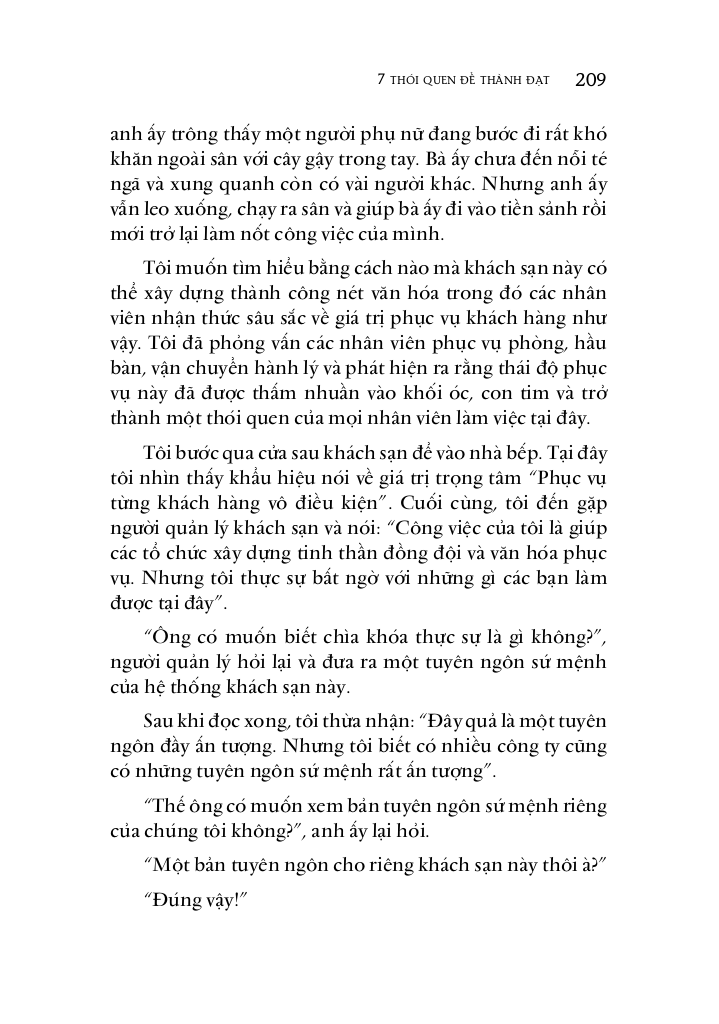 7 THÓI QUEN ĐỂ THÀNH ĐẠT 209
anh ấy trông thấy một người phụ nữ đang bước đi rất khó
khăn ngoài sân với cây gậy trong tay. Bà ấy chưa đến nỗi té
ngã và xung quanh còn có vài người khác. Nhưng anh ấy
vẫn leo xuống, chạy ra sân và giúp bà ấy đi vào tiền sảnh rồi
mới trở lại làm nốt công việc của mình.
Tôi muốn tìm hiểu bằng cách nào mà khách sạn này có
thể xây dựng thành công nét văn hóa trong đó các nhân
viên nhận thức sâu sắc về giá trị phục vụ khách hàng như
vậy. Tôi đã phỏng vấn các nhân viên phục vụ phòng, hầu
bàn, vận chuyển hành lý và phát hiện ra rằng thái độ phục
vụ này đã được thấm nhuần vào khối óc, con tim và trở
thành một thói quen của mọi nhân viên làm việc tại đây.
Tôi bước qua cửa sau khách sạn để vào nhà bếp. Tại đây
tôi nhìn thấy khẩu hiệu nói về giá trị trọng tâm “Phục vụ
từng khách hàng vô điều kiện”. Cuối cùng, tôi đến gặp
người quản lý khách sạn và nói: “Công việc của tôi là giúp
các tổ chức xây dựng tinh thần đồng đội và văn hóa phục
vụ. Nhưng tôi thực sự bất ngờ với những gì các bạn làm
được tại đây”.
“Ông có muốn biết chìa khóa thực sự là gì không?”,
người quản lý hỏi lại và đưa ra một tuyên ngôn sứ mệnh
của hệ thống khách sạn này.
Sau khi đọc xong, tôi thừa nhận: “Đây quả là một tuyên
ngôn đầy ấn tượng. Nhưng tôi biết có nhiều công ty cũng
có những tuyên ngôn sứ mệnh rất ấn tượng”.
“Thế ông có muốn xem bản tuyên ngôn sứ mệnh riêng
của chúng tôi không?”, anh ấy lại hỏi.
“Một bản tuyên ngôn cho riêng khách sạn này thôi à?”
“Đúng vậy!”